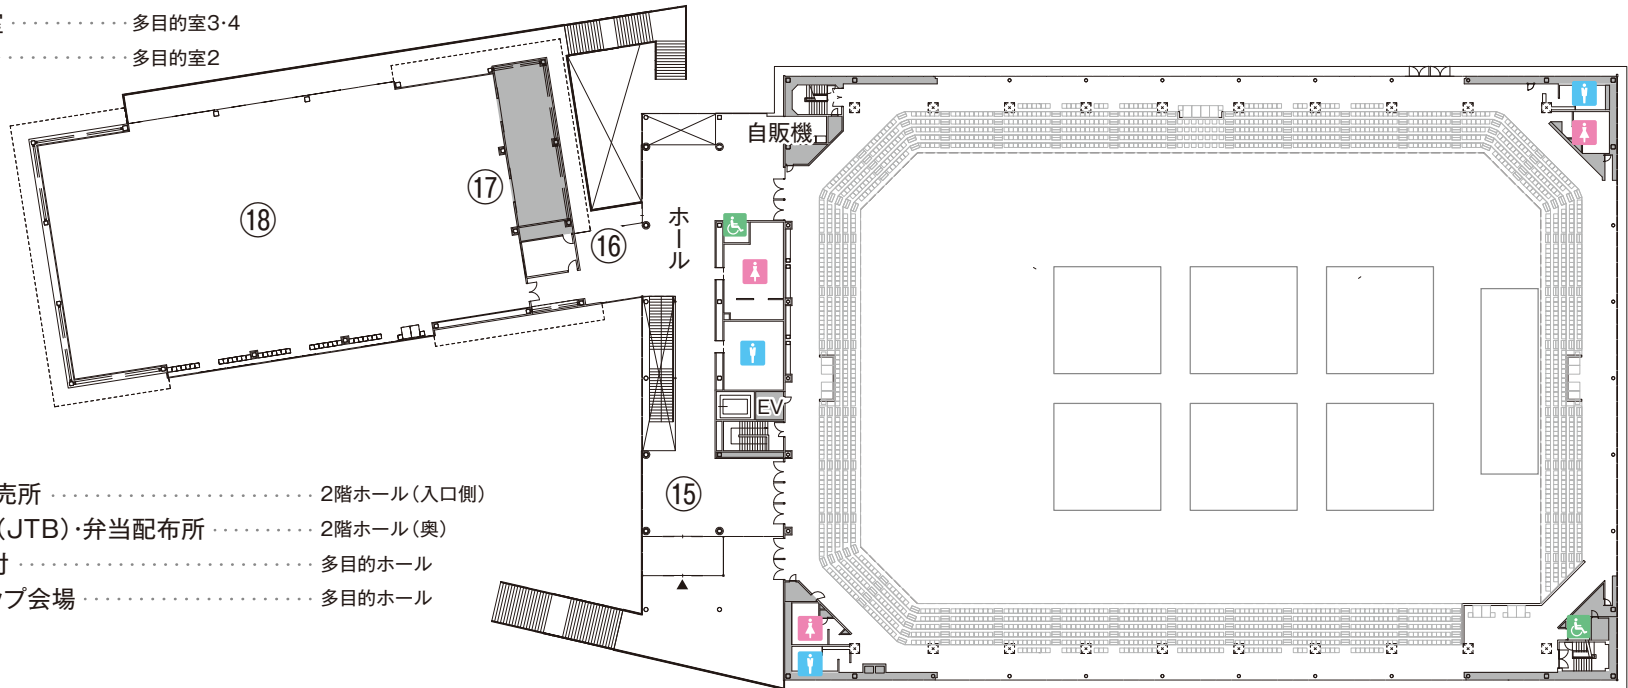 室 ・・・・・・・・・・ 多目的室3・4
・・・・・・・・・・ 多目的室2
自販機
⑰
⑱
ホール
⑯
EV
⑮
売所 ・・・・・・・・・・・・・・・・・・・・・・ 2階ホール(入口側)
(JTB)・弁当配布所 ・・・・・・・・ 2階ホール(奥)
付 ・・・・・・・・・・・・・・・・・・・・・・・・ 多目的ホール
ップ会場 ・・・・・・・・・・・・・・・・・・・ 多目的ホール